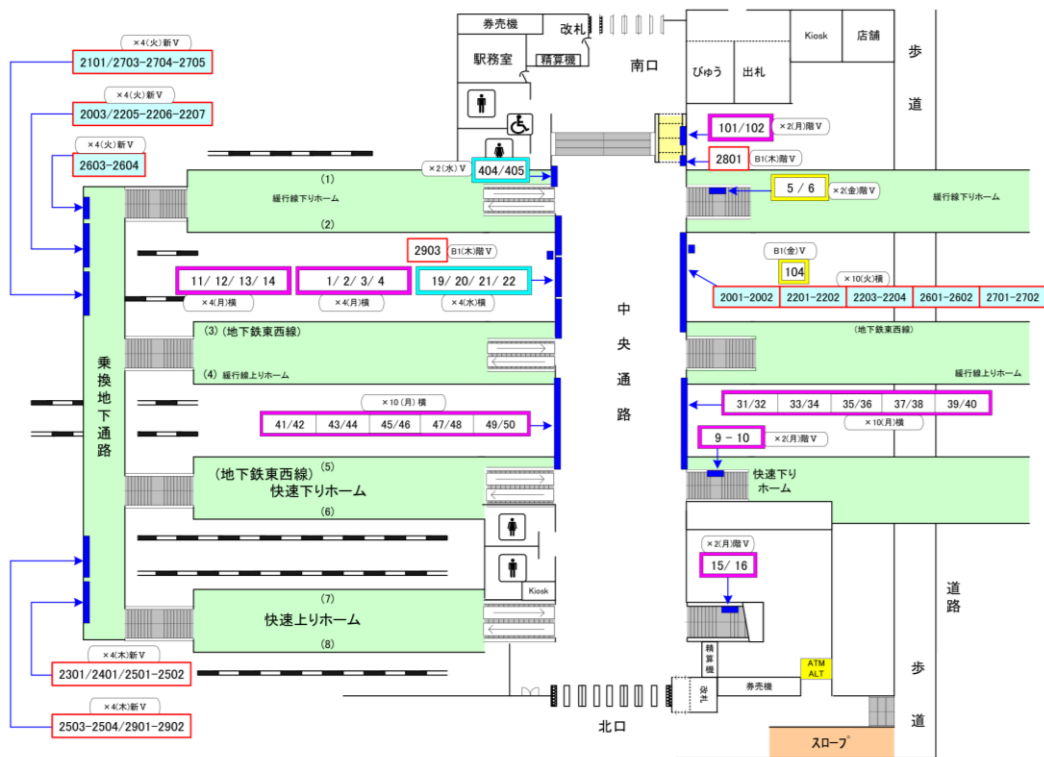 券売機
改札
駅務室
精算機
南口
びゅう
出札
Kiosk
店舗
歩道
×4(火)新V
2101/2703-2704-2705
×4(火)新V
2003/2205-2206-2207
×4(火)新V
2603-2604
×2(水)V
404/405
101/102
×2(月)階V
2801
B1(木)階V
5/6
×2(金)階V
(1)
緩行線下りホーム
緩行線下りホーム
(2)
2903
B1(木)階V
11/ 12/ 13/ 14
×4(月)横
1/ 2/ 3/ 4
×4(月)横
19/ 20/ 21/ 22
×4(水)横
B1(金)V
104
×10(火)横
2001-2002
2201-2202
2203-2204
2601-2602
2701-2702
中央通路
乗換地下通路
(3)
(地下鉄東西線)
(地下鉄東西線)
(4)
緩行線上りホーム
緩行線上りホーム
×10(月)横
41/42
43/44
45/46
47/48
49/50
31/32
33/34
35/36
37/38
39/40
×10(月)横
9-10
×2(月)階V
(5)
(地下鉄東西線)
快速下りホーム
快速下り
ホーム
(6)
×2(月)階V
15/ 16
Kiosk
道路
(7)
快速上りホーム
(8)
×4(木)新V
2301/2401/2501-2502
×4(木)新V
2503-2504/2901-2902
精算機
改札
券売機
ATM
ALT
北口
歩道
スロープ